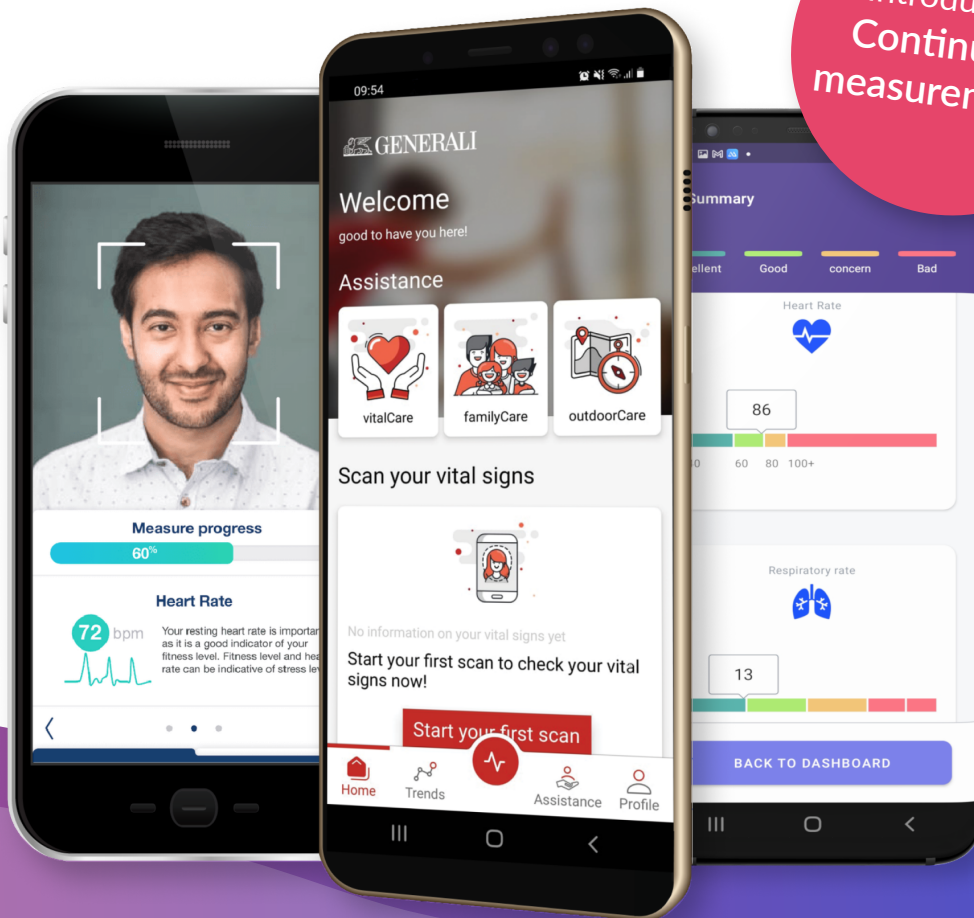 Continu
measuren
Measure progress
60%
Heart Rate
72 bpm
Your resting heart rate is importan
as it is a good indicator of your
fitness level. Fitness level and hea
rate can be indicative of stress lev
09:54
GENERALI
Welcome
good to have you here!
Assistance
vitalCare
familyCare
outdoorCare
Scan your vital signs
No information on your vital signs yet
Start your first scan to check your vital
signs now!
Start your first scan
Home
Trends
Assistance
Profile
Summary
ellent
Good
concern
Bad
Heart Rate
86
60 80 100+
Respiratory rate
13
BACK TO DASHBOARD